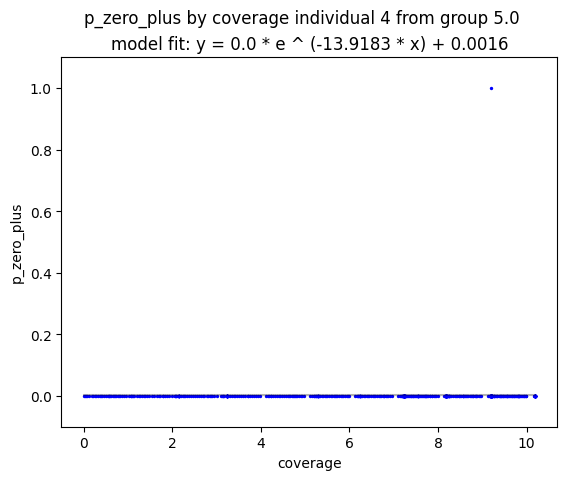 p_zero_plus by coverage individual 4 from group 5.0
model fit: y = 0.0 * e ^ (-13.9183 * x) + 0.0016
1.0
0.8
0.6
0.4
0.2
0.0
p_zero_plus
0 2 4 6 8 10
coverage